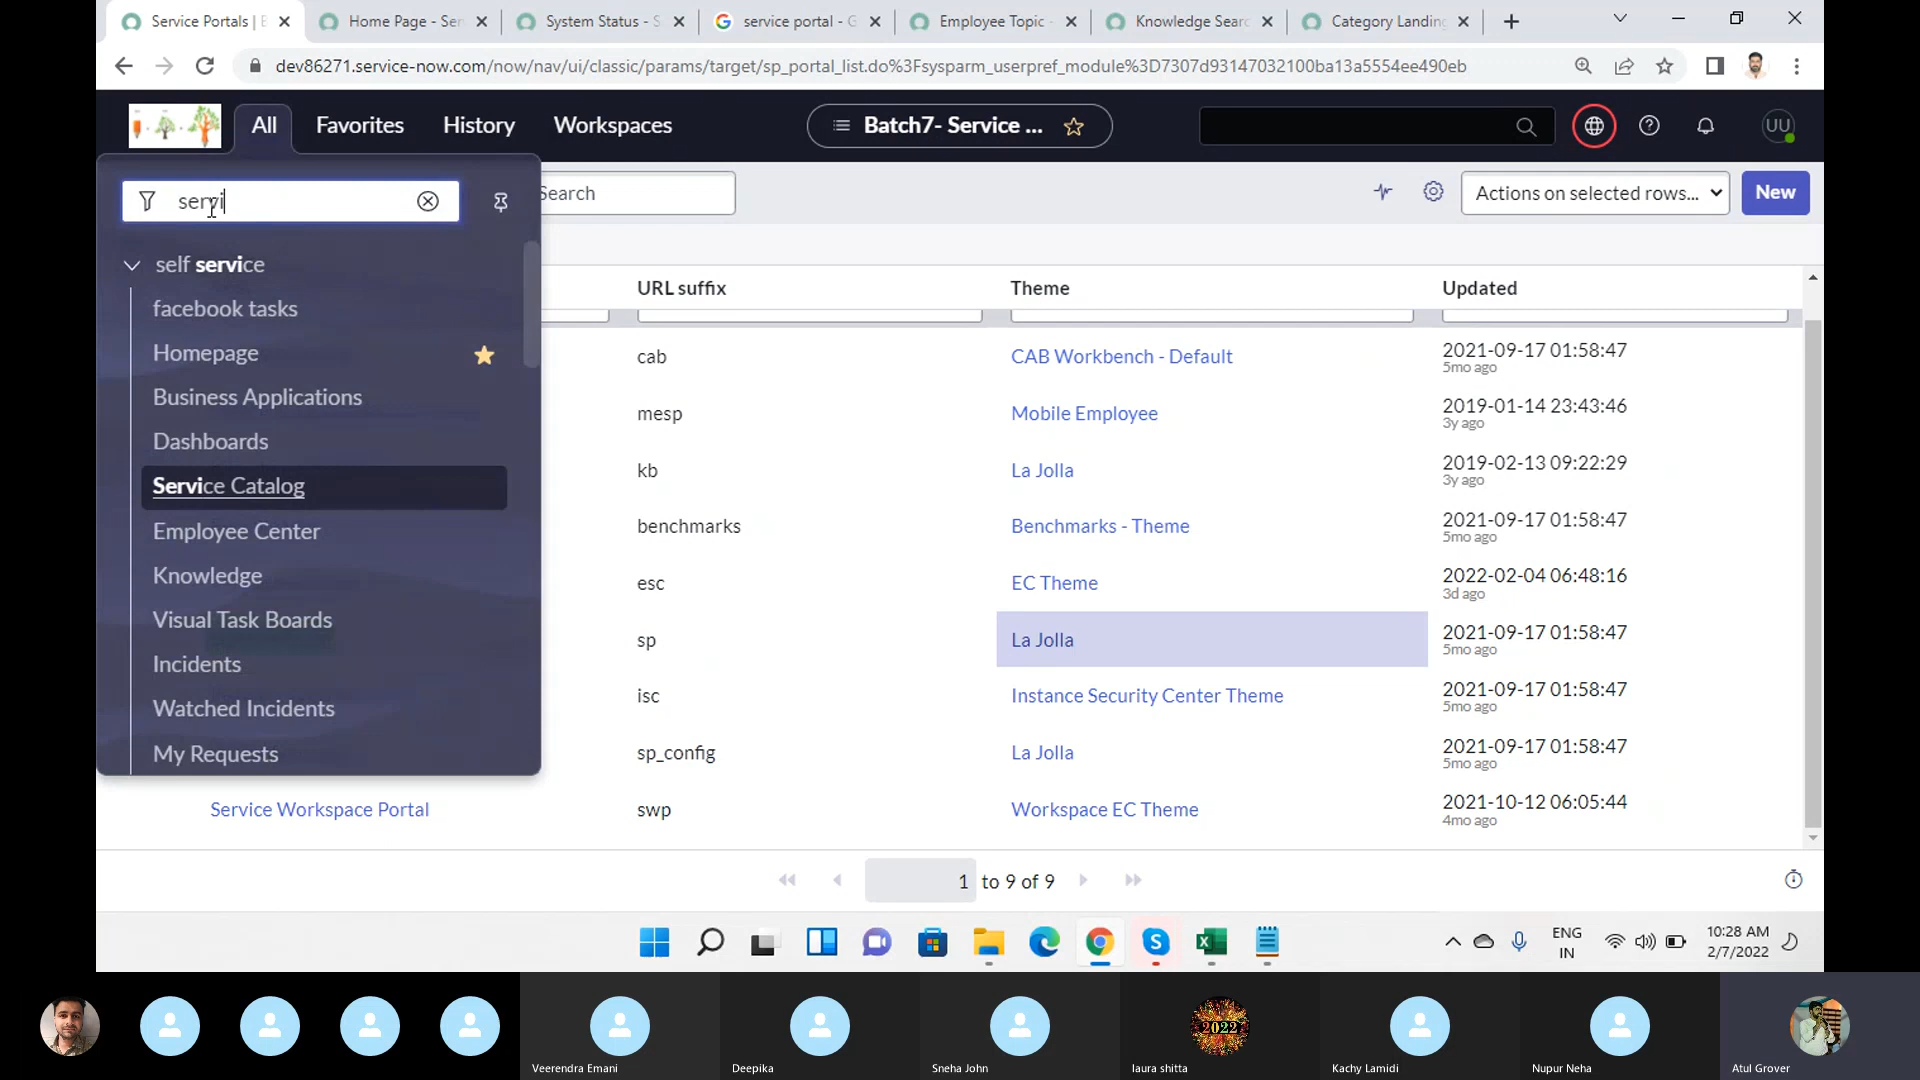 Service Portals | B
Home Page - Ser
System Status - S
service portal - G
Employee Topic -
Knowledge Sear
Category Landin
dev86271.service-now.com/now/nav/ui/classic/params/target/sp_portal_list.do%3Fsysparm_userpref_module%3D7307d93147032100ba13a5554ee490eb
All
Favorites
History
Workspaces
Batch7- Service ...
UU
servi
Search
Actions on selected rows...
New
self service
facebook tasks
Homepage
Business Applications
Dashboards
Service Catalog
Employee Center
Knowledge
Visual Task Boards
Incidents
Watched Incidents
My Requests
URL suffix
Theme
Updated
cab
CAB Workbench - Default
2021-09-17 01:58:47
5mo ago
mesp
Mobile Employee
2019-01-14 23:43:46
3y ago
kb
La Jolla
2019-02-13 09:22:29
3y ago
benchmarks
Benchmarks - Theme
2021-09-17 01:58:47
5mo ago
esc
EC Theme
2022-02-04 06:48:16
3d ago
sp
La Jolla
2021-09-17 01:58:47
5mo ago
isc
Instance Security Center Theme
2021-09-17 01:58:47
5mo ago
sp_config
La Jolla
2021-09-17 01:58:47
5mo ago
Service Workspace Portal
swp
Workspace EC Theme
2021-10-12 06:05:44
4mo ago
1 to 9 of 9
ENG
IN
10:28 AM
2/7/2022
2022
Veerendra Emani
Deepika
Sneha John
laura shitta
Kachy Lamidi
Nupur Neha
Atul Grover